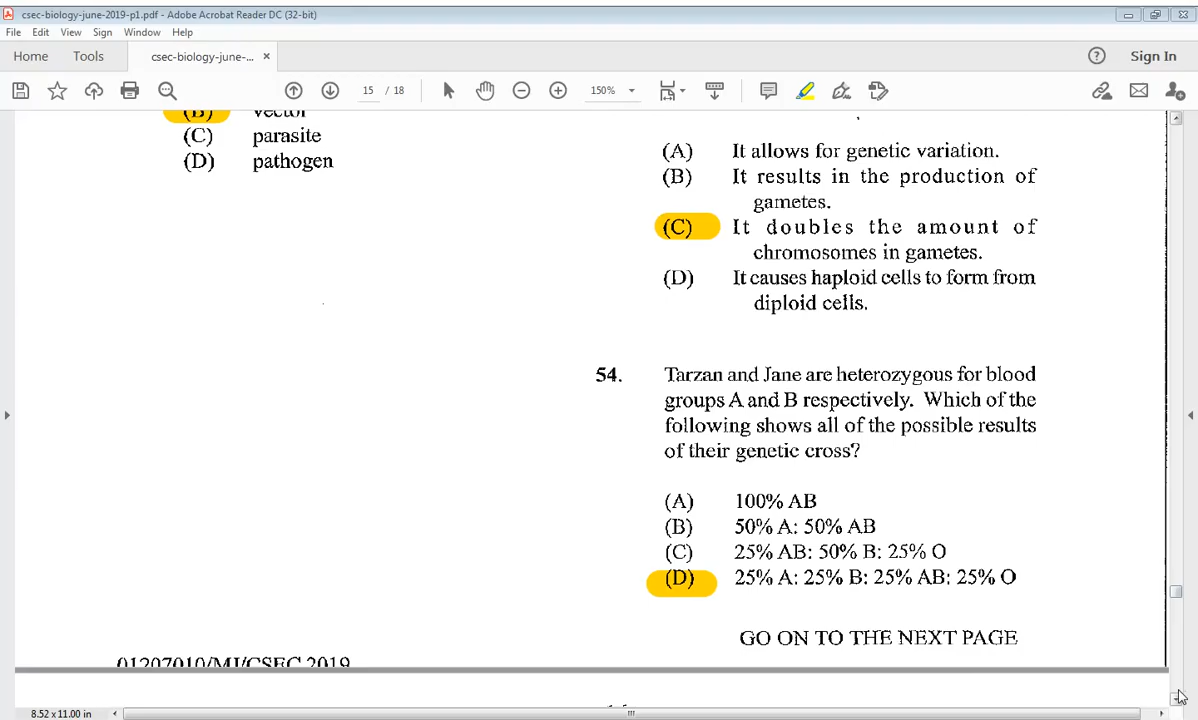 csec-biology-june-2019-p1.pdf - Adobe Acrobat Reader DC (32-bit)
File Edit View Sign Window Help
Home Tools csec-biology-june-... × Sign In
15 / 18 150%
(B) vector
(C) parasite
(D) pathogen
(A) It allows for genetic variation.
(B) It results in the production of
gametes.
(C) It doubles the amount of
chromosomes in gametes.
(D) It causes haploid cells to form from
diploid cells.
54. Tarzan and Jane are heterozygous for blood
groups A and B respectively. Which of the
following shows all of the possible results
of their genetic cross?
(A) 100% AB
(B) 50% A: 50% AB
(C) 25% AB: 50% B: 25% O
(D) 25% A: 25% B: 25% AB: 25% O
GO ON TO THE NEXT PAGE
01207010/MJ/CSEC 2019
8.52 x 11.00 in